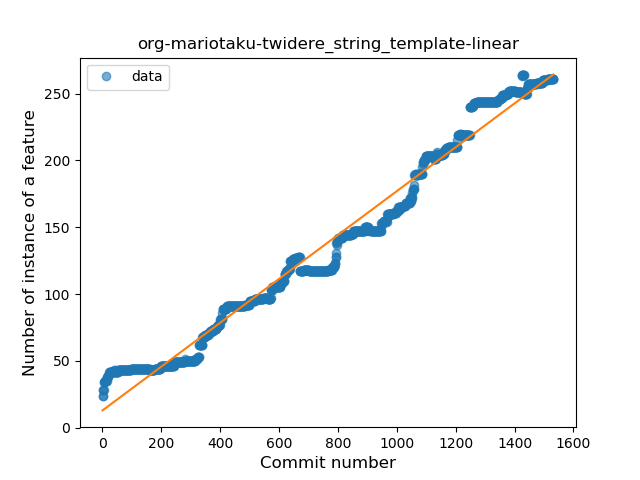 org-mariotaku-twidere_string_template-linear
data
Number of instance of a feature
250
200
150
100
50
0
0 200 400 600 800 1000 1200 1400 1600
Commit number